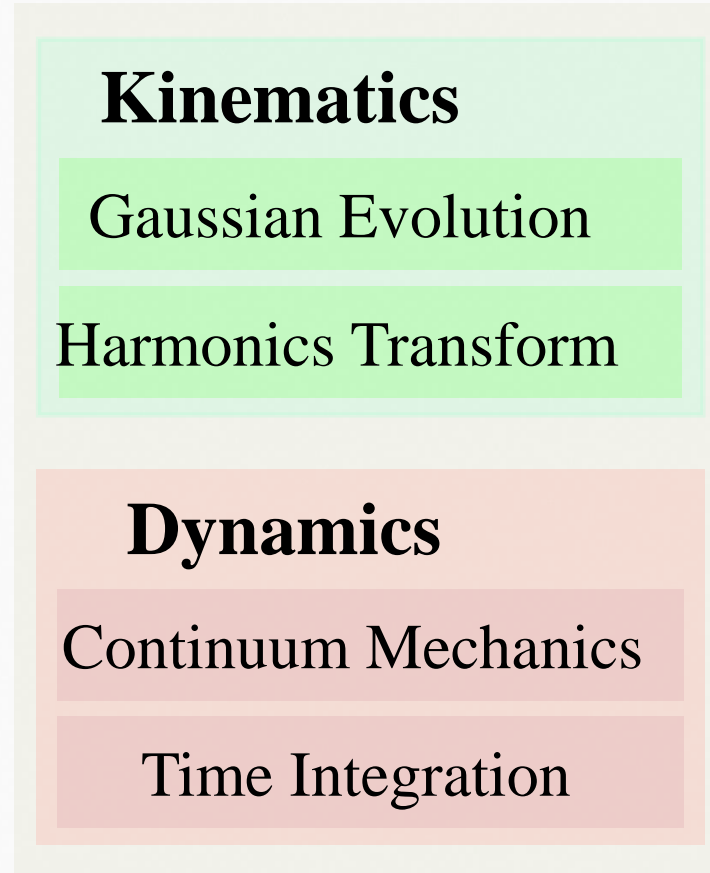 Kinematics
Gaussian Evolution
Harmonics Transform
Dynamics
Continuum Mechanics
Time Integration